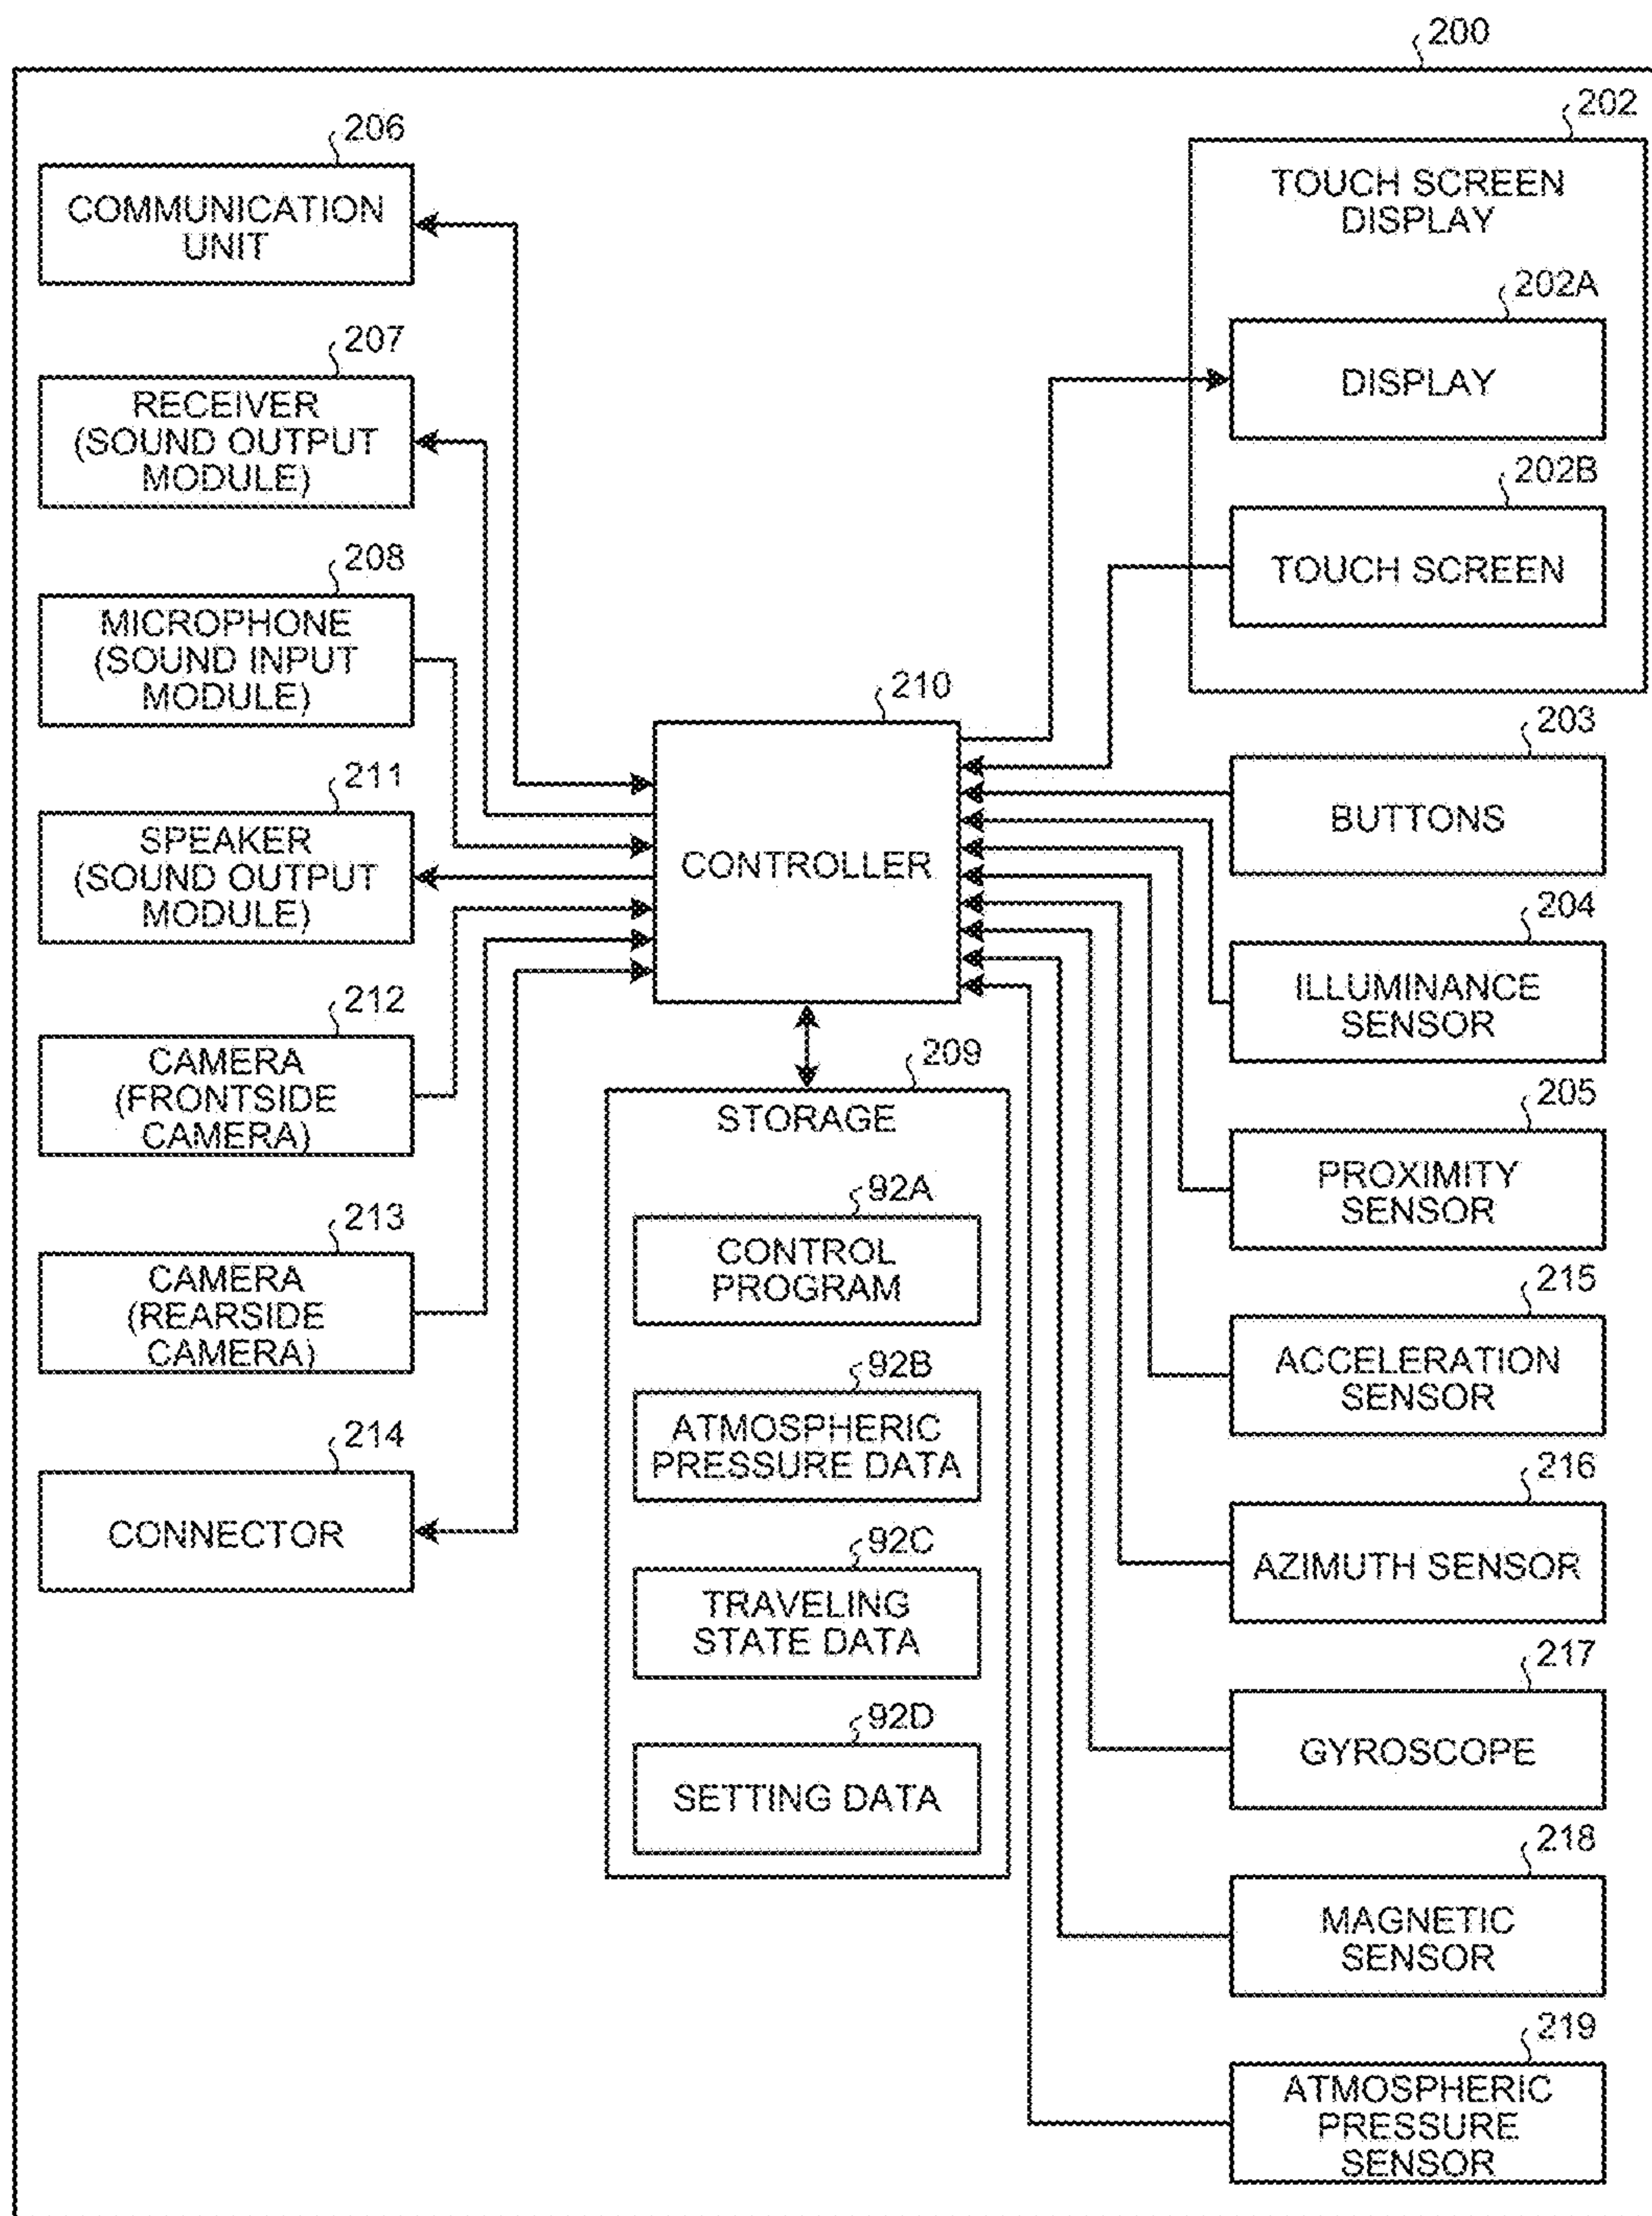 200
206
COMMUNICATION
UNIT
207
RECEIVER
(SOUND OUTPUT
MODULE)
208
MICROPHONE
(SOUND INPUT
MODULE)
211
SPEAKER
(SOUND OUTPUT
MODULE)
212
CAMERA
(FRONTSIDE
CAMERA)
213
CAMERA
(REARSIDE
CAMERA)
214
CONNECTOR
210
CONTROLLER
209
STORAGE
92A
CONTROL
PROGRAM
92B
ATMOSPHERIC
PRESSURE DATA
92C
TRAVELING
STATE DATA
92D
SETTING DATA
202
TOUCH SCREEN
DISPLAY
202A
DISPLAY
202B
TOUCH SCREEN
203
BUTTONS
204
ILLUMINANCE
SENSOR
205
PROXIMITY
SENSOR
215
ACCELERATION
SENSOR
216
AZIMUTH SENSOR
217
GYROSCOPE
218
MAGNETIC
SENSOR
219
ATMOSPHERIC
PRESSURE
SENSOR